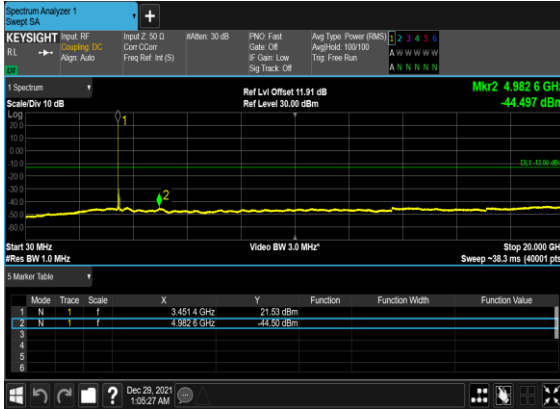 Spectrum Analyzer 1
Swept SA
+
KEYSIGHT Input: RF Input Z: 50 Ω #Atten: 30 dB PNO: Fast Avg Type: Power (RMS) 1 2 3 4 5 6
RL Coupling: DC Corr CCorr Gate: Off Avg|Hold: 100/100 A W W W W W
Align: Auto Freq Ref: Int (S) IF Gain: Low Trig: Free Run
Sig Track: Off A N N N N N
1 Spectrum Ref Lvl Offset 11.91 dB Mkr2 4.982 6 GHz
Scale/Div 10 dB Ref Level 30.00 dBm -44.497 dBm
Log
20.0
10.0
0.00
-10.0
-20.0
-30.0
-40.0
-50.0
-60.0
1
2
DL1 -13.00 dBm
Start 30 MHz Video BW 3.0 MHz* Stop 20.000 GH
#Res BW 1.0 MHz Sweep ~38.3 ms (40001 pts
5 Marker Table
Mode Trace Scale X Y Function Function Width Function Value
1 N 1 f 3.451 4 GHz 21.53 dBm
2 N 1 f 4.982 6 GHz -44.50 dBm
3
4
5
6
? Dec 29, 2021
1:05:27 AM